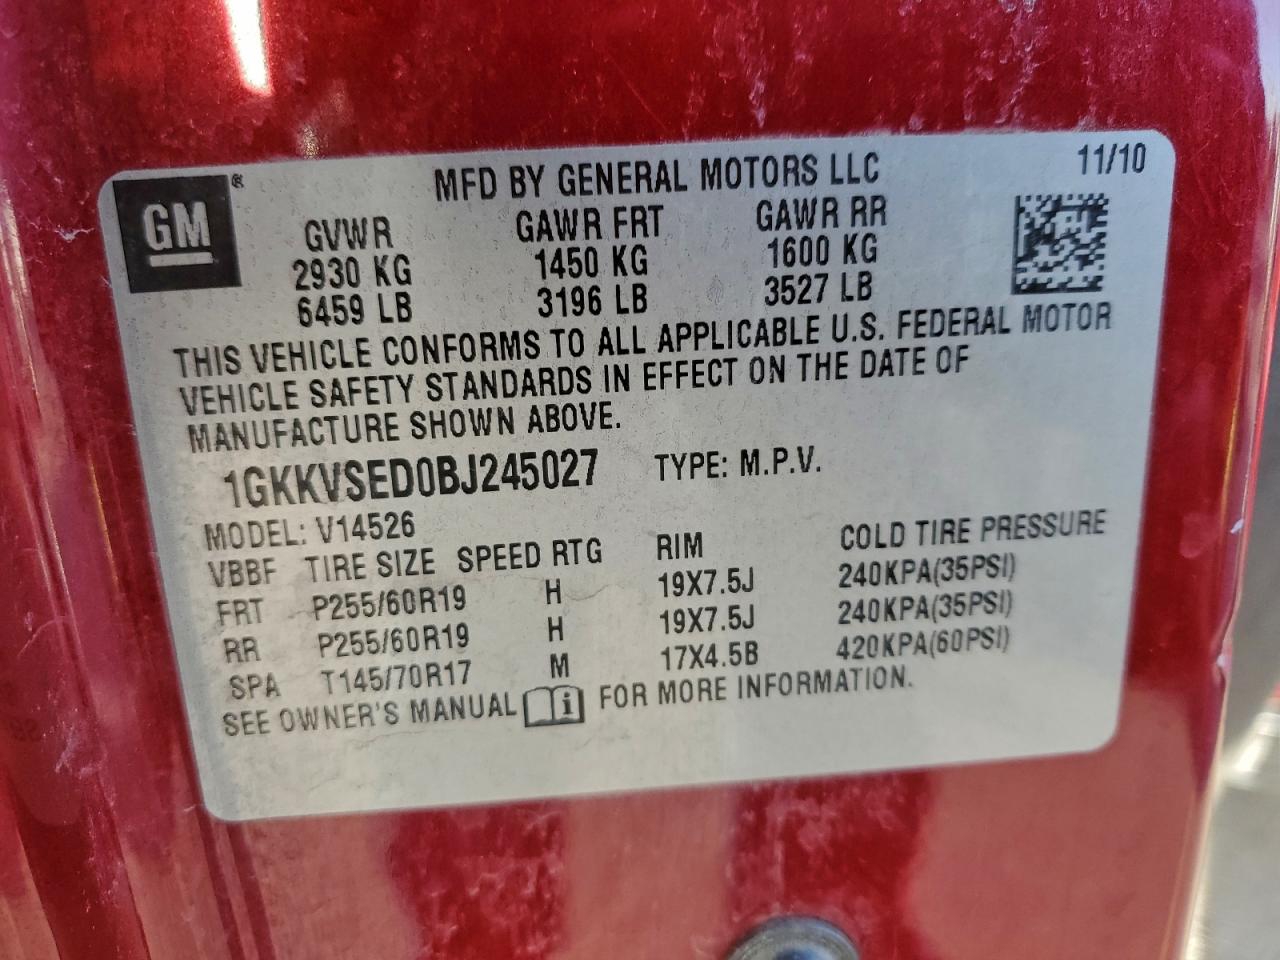 MFD BY GENERAL MOTORS LLC 11/10
GM®
GVWR GAWR FRT GAWR RR
2930 KG 1450 KG 1600 KG
6459 LB 3196 LB 3527 LB
THIS VEHICLE CONFORMS TO ALL APPLICABLE U.S. FEDERAL MOTOR
VEHICLE SAFETY STANDARDS IN EFFECT ON THE DATE OF
MANUFACTURE SHOWN ABOVE.
1GKKVSED0BJ245027 TYPE: M.P.V.
MODEL: V14526
VBBF TIRE SIZE SPEED RTG RIM COLD TIRE PRESSURE
FRT P255/60R19 H 19X7.5J 240KPA(35PSI)
RR P255/60R19 H 19X7.5J 240KPA(35PSI)
SPA T145/70R17 M 17X4.5B 420KPA(60PSI)
SEE OWNER'S MANUAL i FOR MORE INFORMATION.